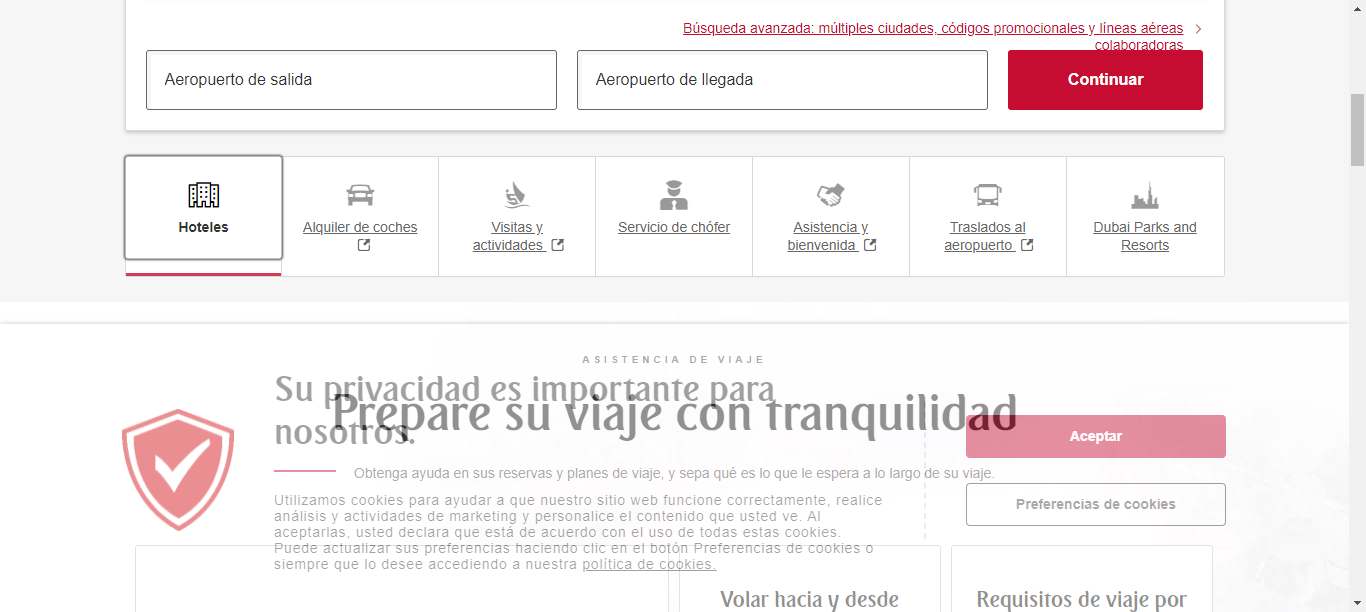 Búsqueda avanzada: múltiples ciudades, códigos promocionales y líneas aéreas
colaboradoras
Aeropuerto de salida
Aeropuerto de llegada
Continuar
Hoteles
Alquiler de coches
Visitas y
actividades
Servicio de chófer
Asistencia y
bienvenida
Traslados al
aeropuerto
Dubai Parks and
Resorts
ASISTENCIA DE VIAJE
Su privacidad es importante para
nosotros.
Prepare su viaje con tranquilidad
Aceptar
Obtenga ayuda en sus reservas y planes de viaje, y sepa qué es lo que le espera a lo largo de su viaje.
Utilizamos cookies para ayudar a que nuestro sitio web funcione correctamente, realice
análisis y actividades de marketing y personalice el contenido que usted ve. Al
aceptarlas, usted declara que está de acuerdo con el uso de todas estas cookies.
Puede actualizar sus preferencias haciendo clic en el botón Preferencias de cookies o
siempre que lo desee accediendo a nuestra política de cookies.
Preferencias de cookies
Volar hacia y desde
Requisitos de viaje por